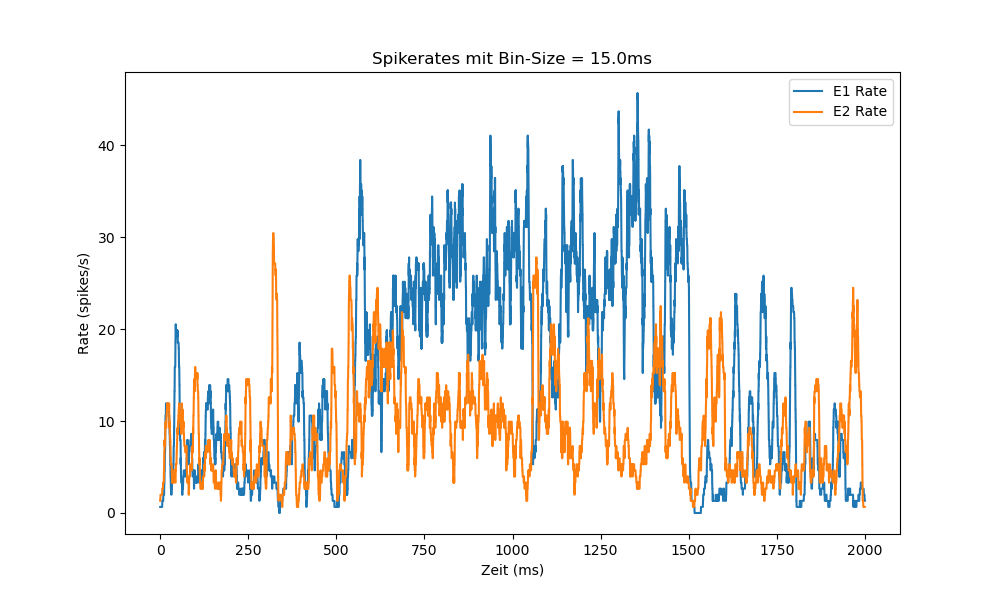 Spikerates mit Bin-Size = 15.0ms
E1 Rate
E2 Rate
Rate (spikes/s)
40
30
20
10
0
0 250 500 750 1000 1250 1500 1750 2000
Zeit (ms)